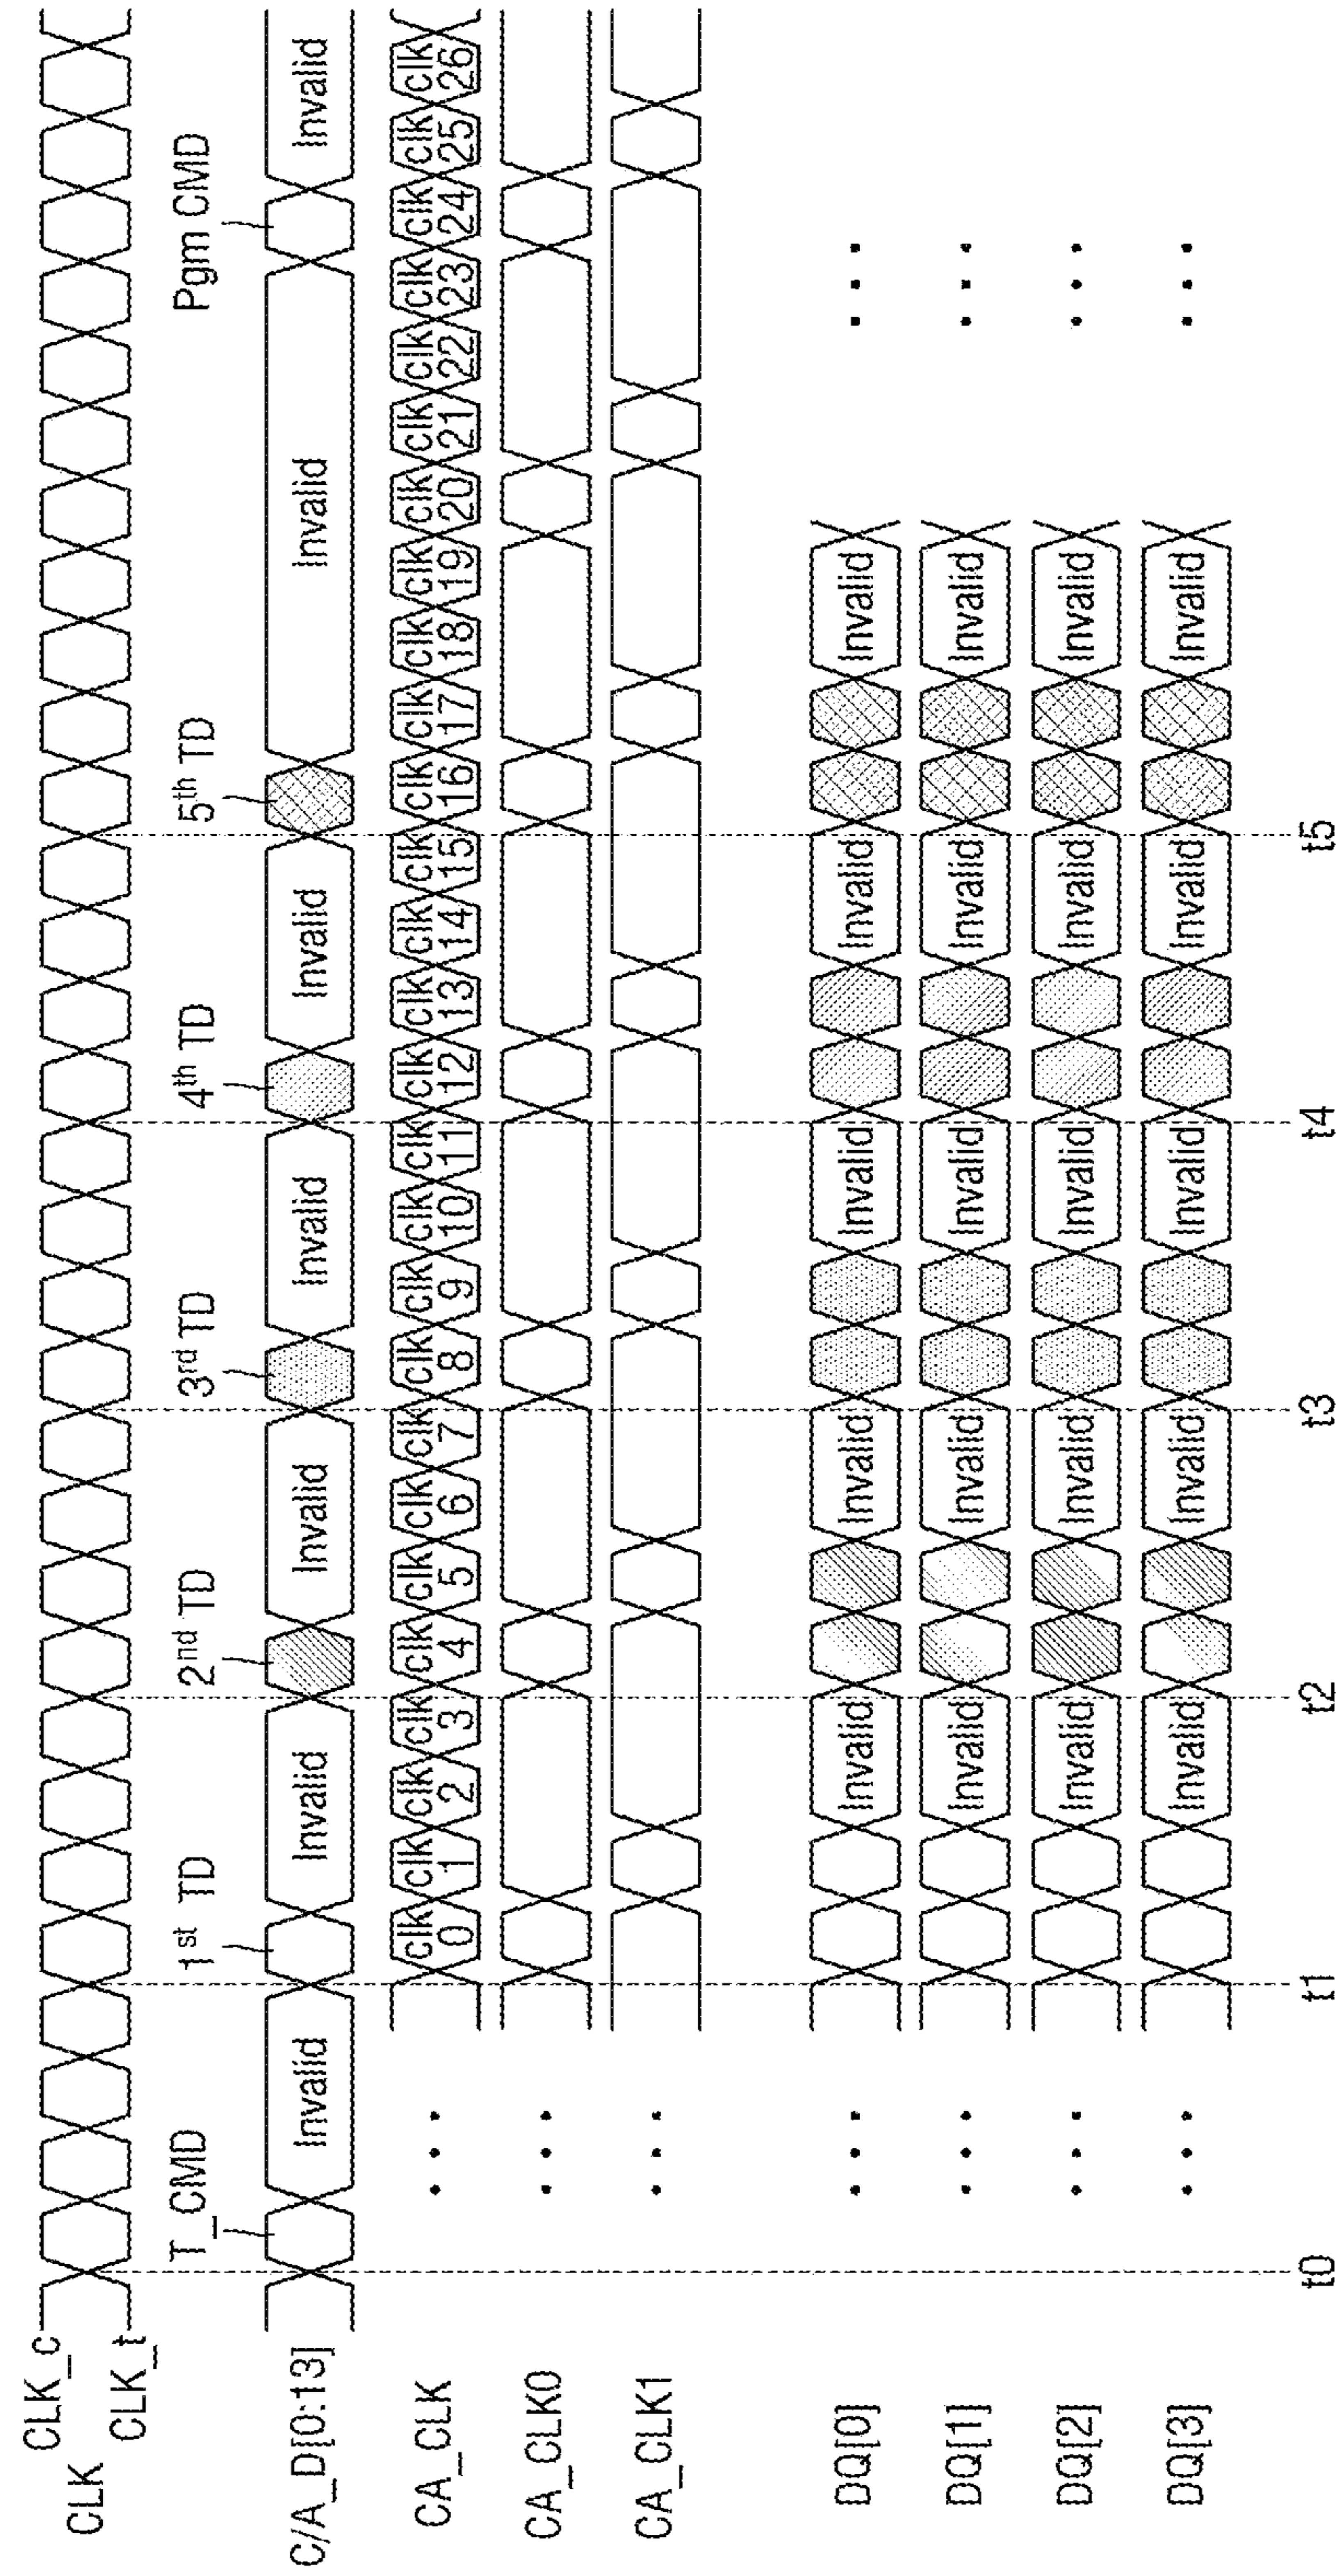 CLK_c
CLK
CLK_t
T_CMD
1st TD
2nd TD
3rd TD
4th TD
5th TD
Pgm CMD
C/A_D[0:13]
Invalid
Invalid
Invalid
Invalid
Invalid
Invalid
Invalid
CA_CLK
clk 0
clk 1
clk 2
clk 3
clk 4
clk 5
clk 6
clk 7
clk 8
clk 9
clk 10
clk 11
clk 12
clk 13
clk 14
clk 15
clk 16
clk 17
clk 18
clk 19
clk 20
clk 21
clk 22
clk 23
clk 24
clk 25
clk 26
CA_CLK0
CA_CLK1
DQ[0]
Invalid
Invalid
Invalid
Invalid
Invalid
DQ[1]
Invalid
Invalid
Invalid
Invalid
Invalid
DQ[2]
Invalid
Invalid
Invalid
Invalid
Invalid
DQ[3]
Invalid
Invalid
Invalid
Invalid
Invalid
t0
t1
t2
t3
t4
t5